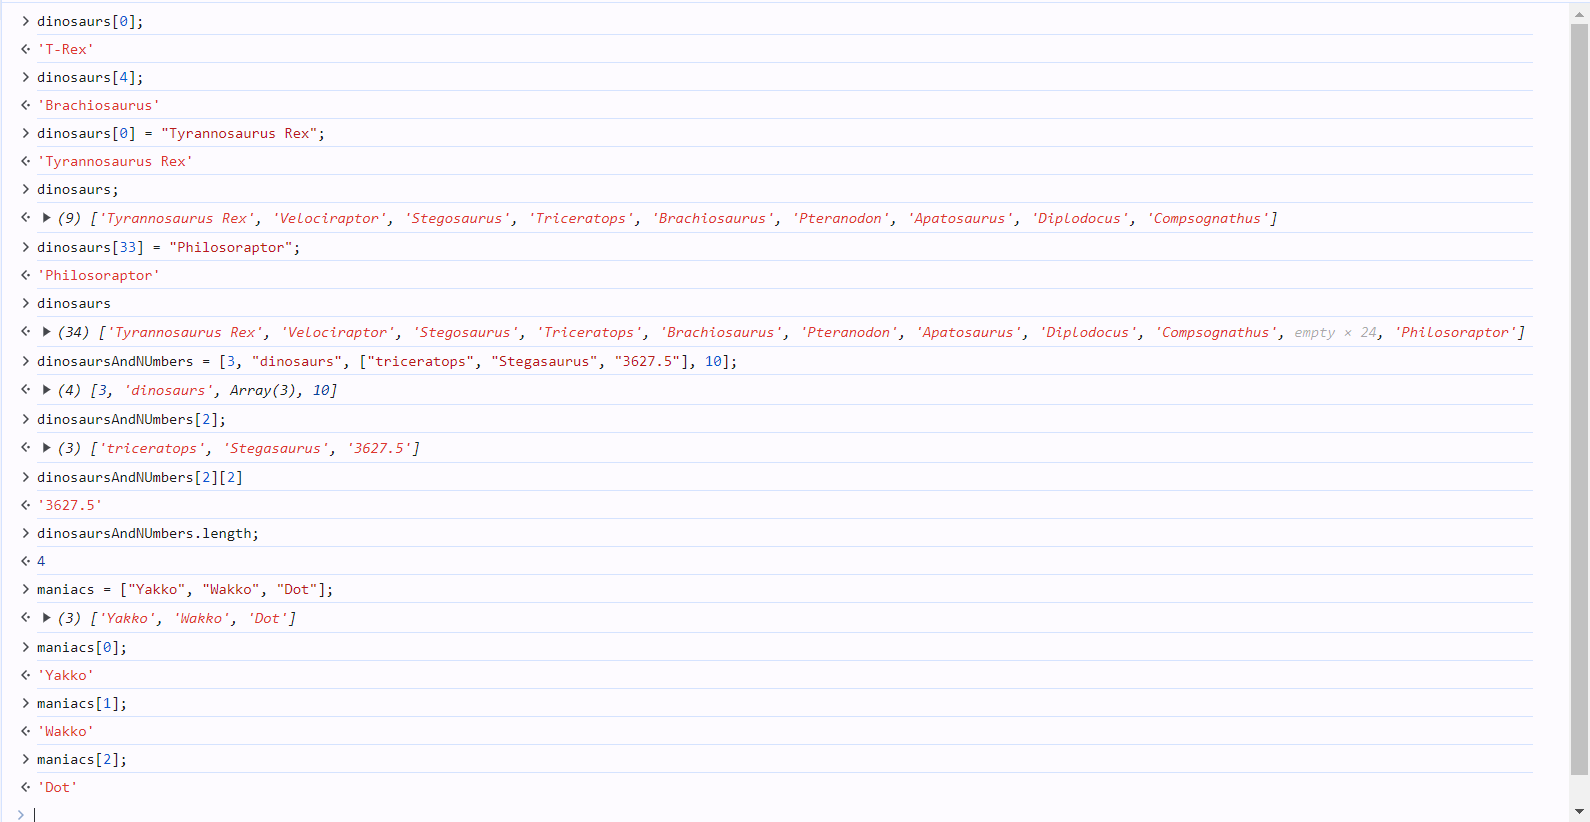 > dinosaurs[0];
'T-Rex'
> dinosaurs[4];
'Brachiosaurus'
> dinosaurs[0] = "Tyrannosaurus Rex";
'Tyrannosaurus Rex'
> dinosaurs;
(9) ['Tyrannosaurus Rex', 'Velociraptor', 'Stegosaurus', 'Triceratops', 'Brachiosaurus', 'Pteranodon', 'Apatosaurus', 'Diplodocus', 'Compsognathus']
> dinosaurs[33] = "Philosoraptor";
'Philosoraptor'
> dinosaurs
(34) ['Tyrannosaurus Rex', 'Velociraptor', 'Stegosaurus', 'Triceratops', 'Brachiosaurus', 'Pteranodon', 'Apatosaurus', 'Diplodocus', 'Compsognathus', empty × 24, 'Philosoraptor']
> dinosaursAndNUmbers = [3, "dinosaurs", ["triceratops", "Stegasaurus", "3627.5"], 10];
(4) [3, 'dinosaurs', Array(3), 10]
> dinosaursAndNUmbers[2];
(3) ['triceratops', 'Stegasaurus', '3627.5']
> dinosaursAndNUmbers[2][2]
'3627.5'
> dinosaursAndNUmbers.length;
4
> maniacs = ["Yakko", "Wakko", "Dot"];
(3) ['Yakko', 'Wakko', 'Dot']
> maniacs[0];
'Yakko'
> maniacs[1];
'Wakko'
> maniacs[2];
'Dot'
>